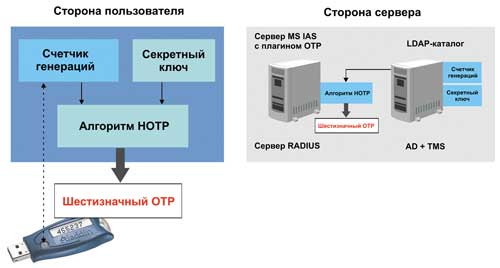 Сторона пользователя
Счетчик
генераций
Секретный
ключ
Алгоритм HOTP
Шестизначный OTP
455237
Aladdin
Сторона сервера
Сервер MS IAS
с плагином OTP
LDAP-каталог
Счетчик
генераций
Секретный
ключ
Алгоритм HOTP
Шестизначный OTP
Сервер RADIUS
AD + TMS